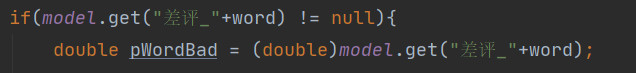 if(model.get("差评_"+word) != null){
double pWordBad = (double)model.get("差评_"+word);